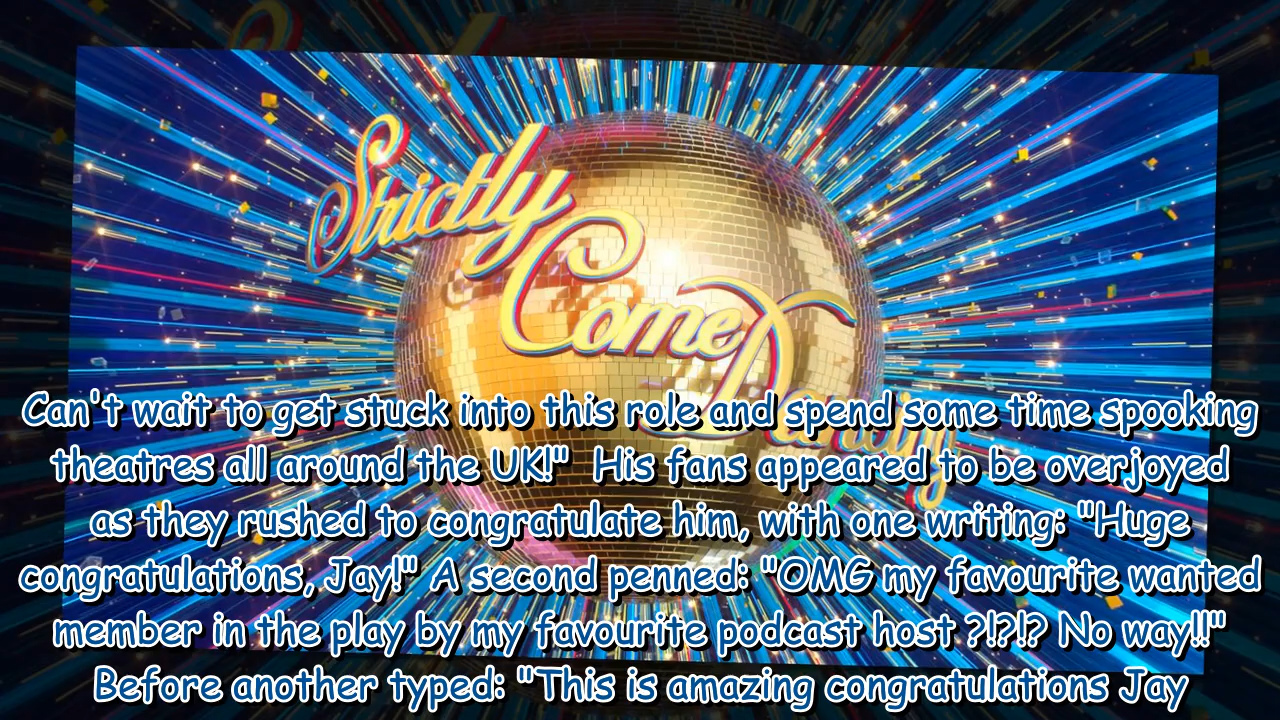 Strictly
Come
Dancing
Can't wait to get stuck into this role and spend some time spooking
theatres all around the UK!"  His fans appeared to be overjoyed
as they rushed to congratulate him, with one writing: "Huge
congratulations, Jay!" A second penned: "OMG my favourite wanted
member in the play by my favourite podcast host ?!?!? No way!!"
Before another typed: "This is amazing congratulations Jay